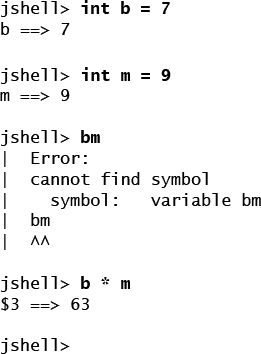 jshell> int b = 7
b ==> 7
jshell> int m = 9
m ==> 9
jshell> bm
|  Error:
|  cannot find symbol
|    symbol:   variable bm
|  bm
|  ^^
jshell> b * m
$3 ==> 63
jshell>